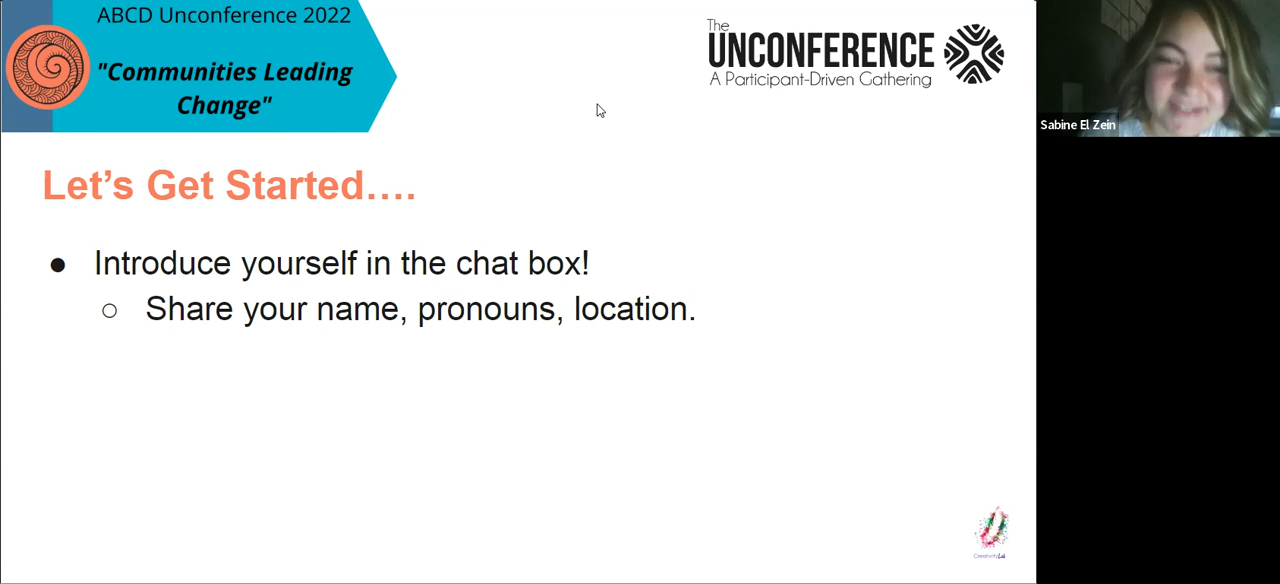 ABCD Unconference 2022
"Communities Leading
Change"
The
UNCONFERENCE
A Participant-Driven Gathering
Sabine El Zein
Let's Get Started….
● Introduce yourself in the chat box!
○ Share your name, pronouns, location.
CreativityLab